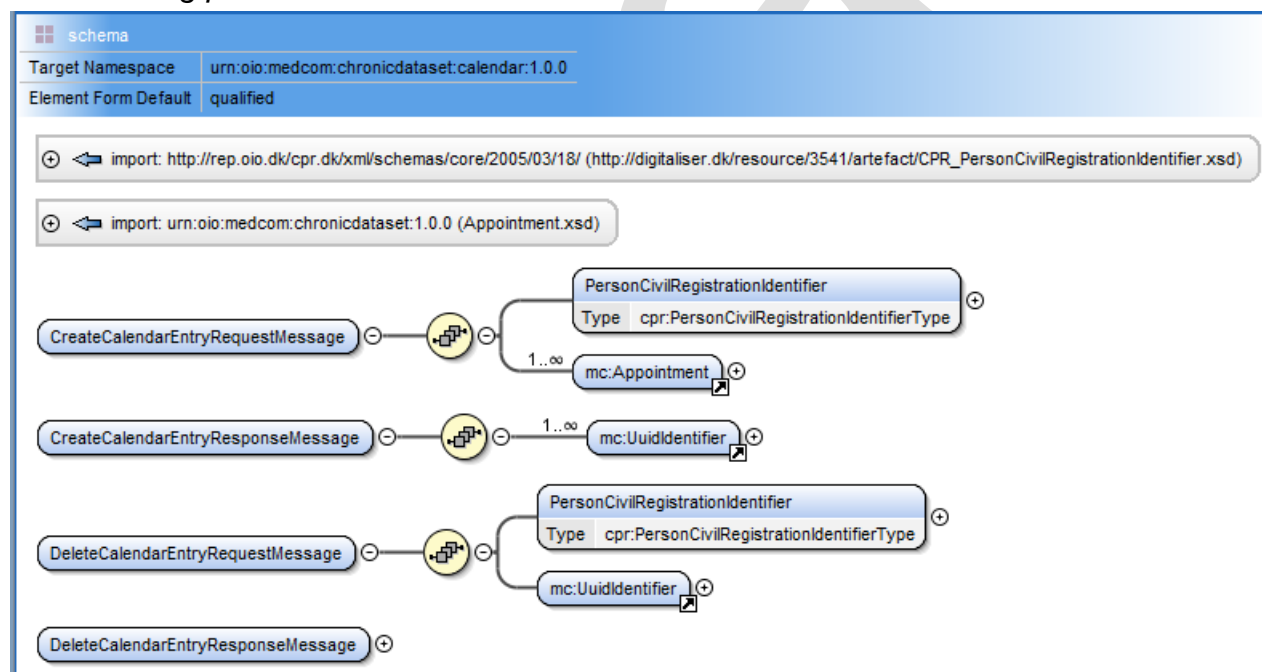 schema
Target Namespace urn:oio:medcom:chronicdataset:calendar:1.0.0
Element Form Default qualified
import: http://rep.oio.dk/cpr.dk/xml/schemas/core/2005/03/18/ (http://digitaliser.dk/resource/3541/artefact/CPR_PersonCivilRegistrationIdentifier.xsd)
import: urn:oio:medcom:chronicdataset:1.0.0 (Appointment.xsd)
PersonCivilRegistrationIdentifier
Type cpr:PersonCivilRegistrationIdentifierType
CreateCalendarEntryRequestMessage
1..∞
mc:Appointment
CreateCalendarEntryResponseMessage 1..∞ mc:UuidIdentifier
PersonCivilRegistrationIdentifier
Type cpr:PersonCivilRegistrationIdentifierType
DeleteCalendarEntryRequestMessage
mc:UuidIdentifier
DeleteCalendarEntryResponseMessage